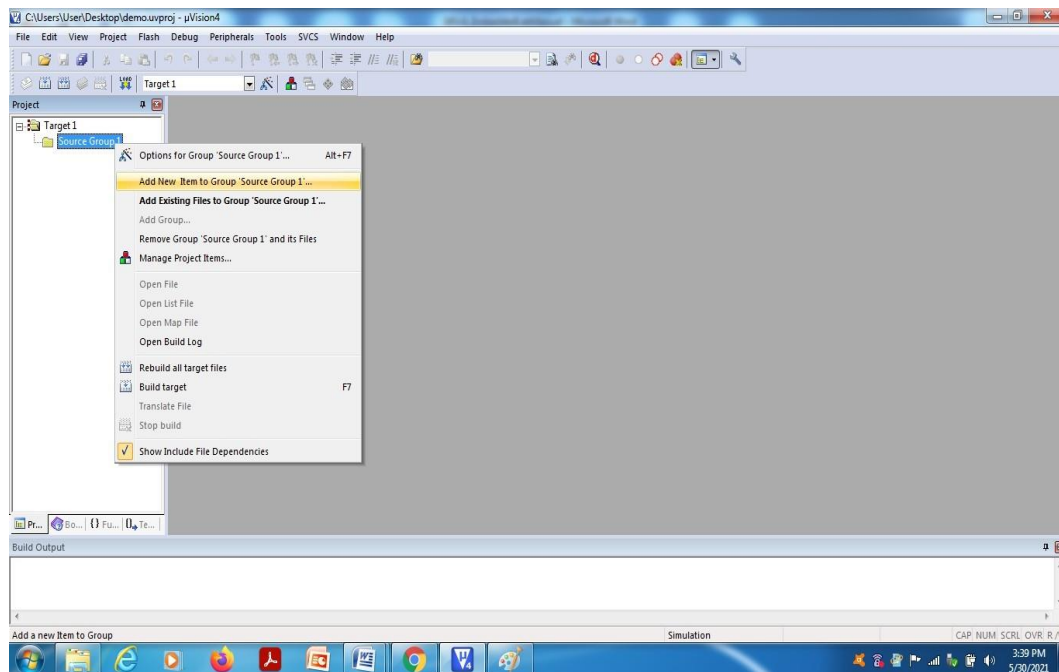 C:\Users\User\Desktop\demo.uvproj - µVision4
File Edit View Project Flash Debug Peripherals Tools SVCS Window Help
LOAD Target 1
Project
Target 1
Source Group 1
Options for Group 'Source Group 1'... Alt+F7
Add New Item to Group 'Source Group 1'...
Add Existing Files to Group 'Source Group 1'...
Add Group...
Remove Group 'Source Group 1' and its Files
Manage Project Items...
Open File
Open List File
Open Map File
Open Build Log
Rebuild all target files
Build target F7
Translate File
Stop build
Show Include File Dependencies
Pr... Bo... {} Fu... Te...
Build Output
Add a new Item to Group Simulation CAP NUM SCRL OVR R/
3:39 PM
5/30/2021